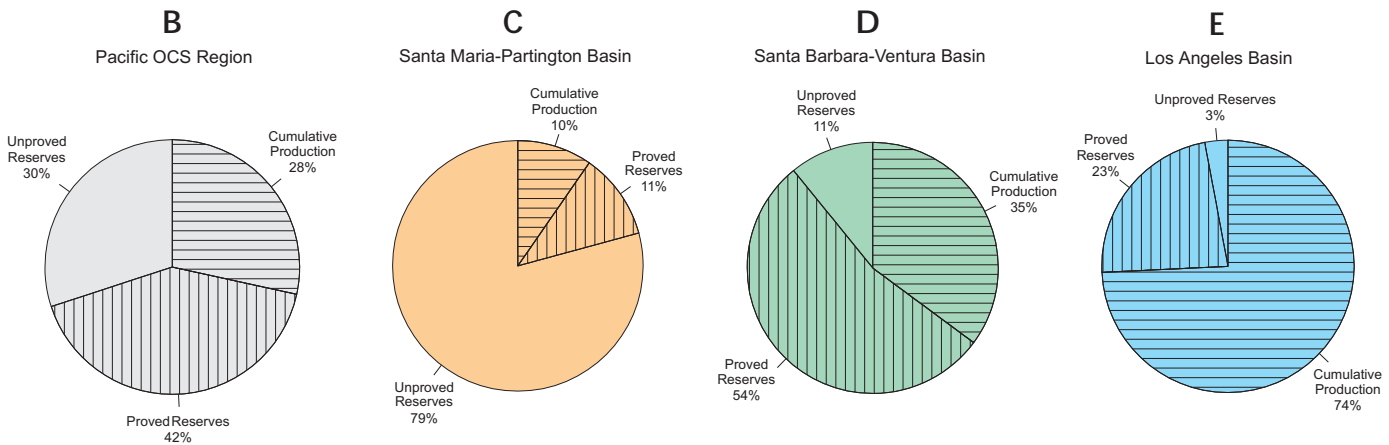 B
Pacific OCS Region
Unproved
Reserves
30%
Cumulative
Production
28%
Proved Reserves
42%
C
Santa Maria-Partington Basin
Cumulative
Production
10%
Proved
Reserves
11%
Unproved
Reserves
79%
D
Santa Barbara-Ventura Basin
Unproved
Reserves
11%
Cumulative
Production
35%
Proved
Reserves
54%
E
Los Angeles Basin
Unproved Reserves
3%
Proved
Reserves
23%
Cumulative
Production
74%